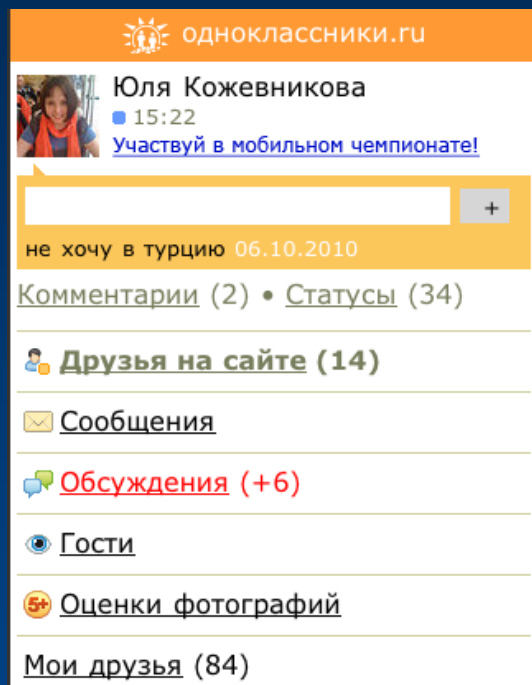 одноклассники.ru
Юля Кожевникова
15:22
Участвуй в мобильном чемпионате!
+
не хочу в турцию 06.10.2010
Комментарии (2) • Статусы (34)
Друзья на сайте (14)
Сообщения
Обсуждения (+6)
Гости
5+ Оценки фотографий
Мои друзья (84)